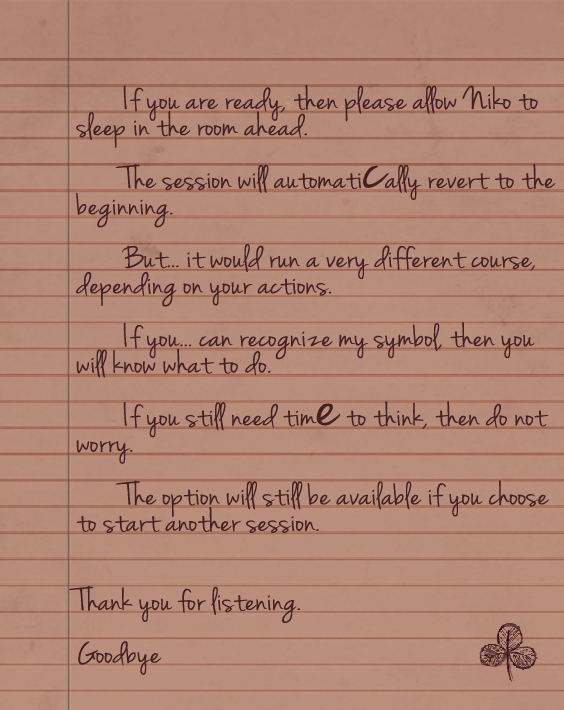 If you are ready, then please allow Niko to
sleep in the room ahead.
The session will automatiCally revert to the
beginning.
But... it would run a very different course,
depending on your actions.
If you... can recognize my symbol, then you
will know what to do.
If you still need time to think, then do not
worry.
The option will still be available if you choose
to start another session.
Thank you for listening.
Goodbye